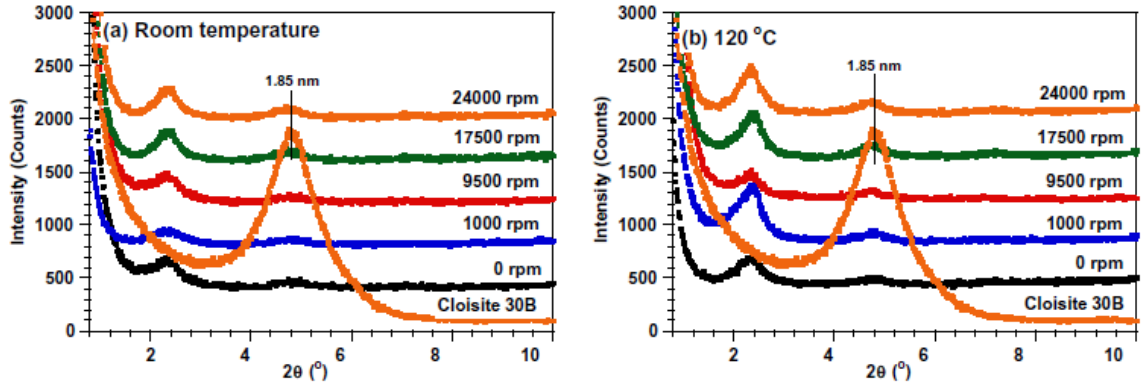 (a) Room temperature
3000
2500
2000
1500
1000
500
0
Intensity (Counts)
1.85 nm
24000 rpm
17500 rpm
9500 rpm
1000 rpm
0 rpm
Cloisite 30B
2
4
6
8
10
2θ (°)
(b) 120 °C
3000
2500
2000
1500
1000
500
0
Intensity (Counts)
1.85 nm
24000 rpm
17500 rpm
9500 rpm
1000 rpm
0 rpm
Cloisite 30B
2
4
6
8
10
2θ (°)